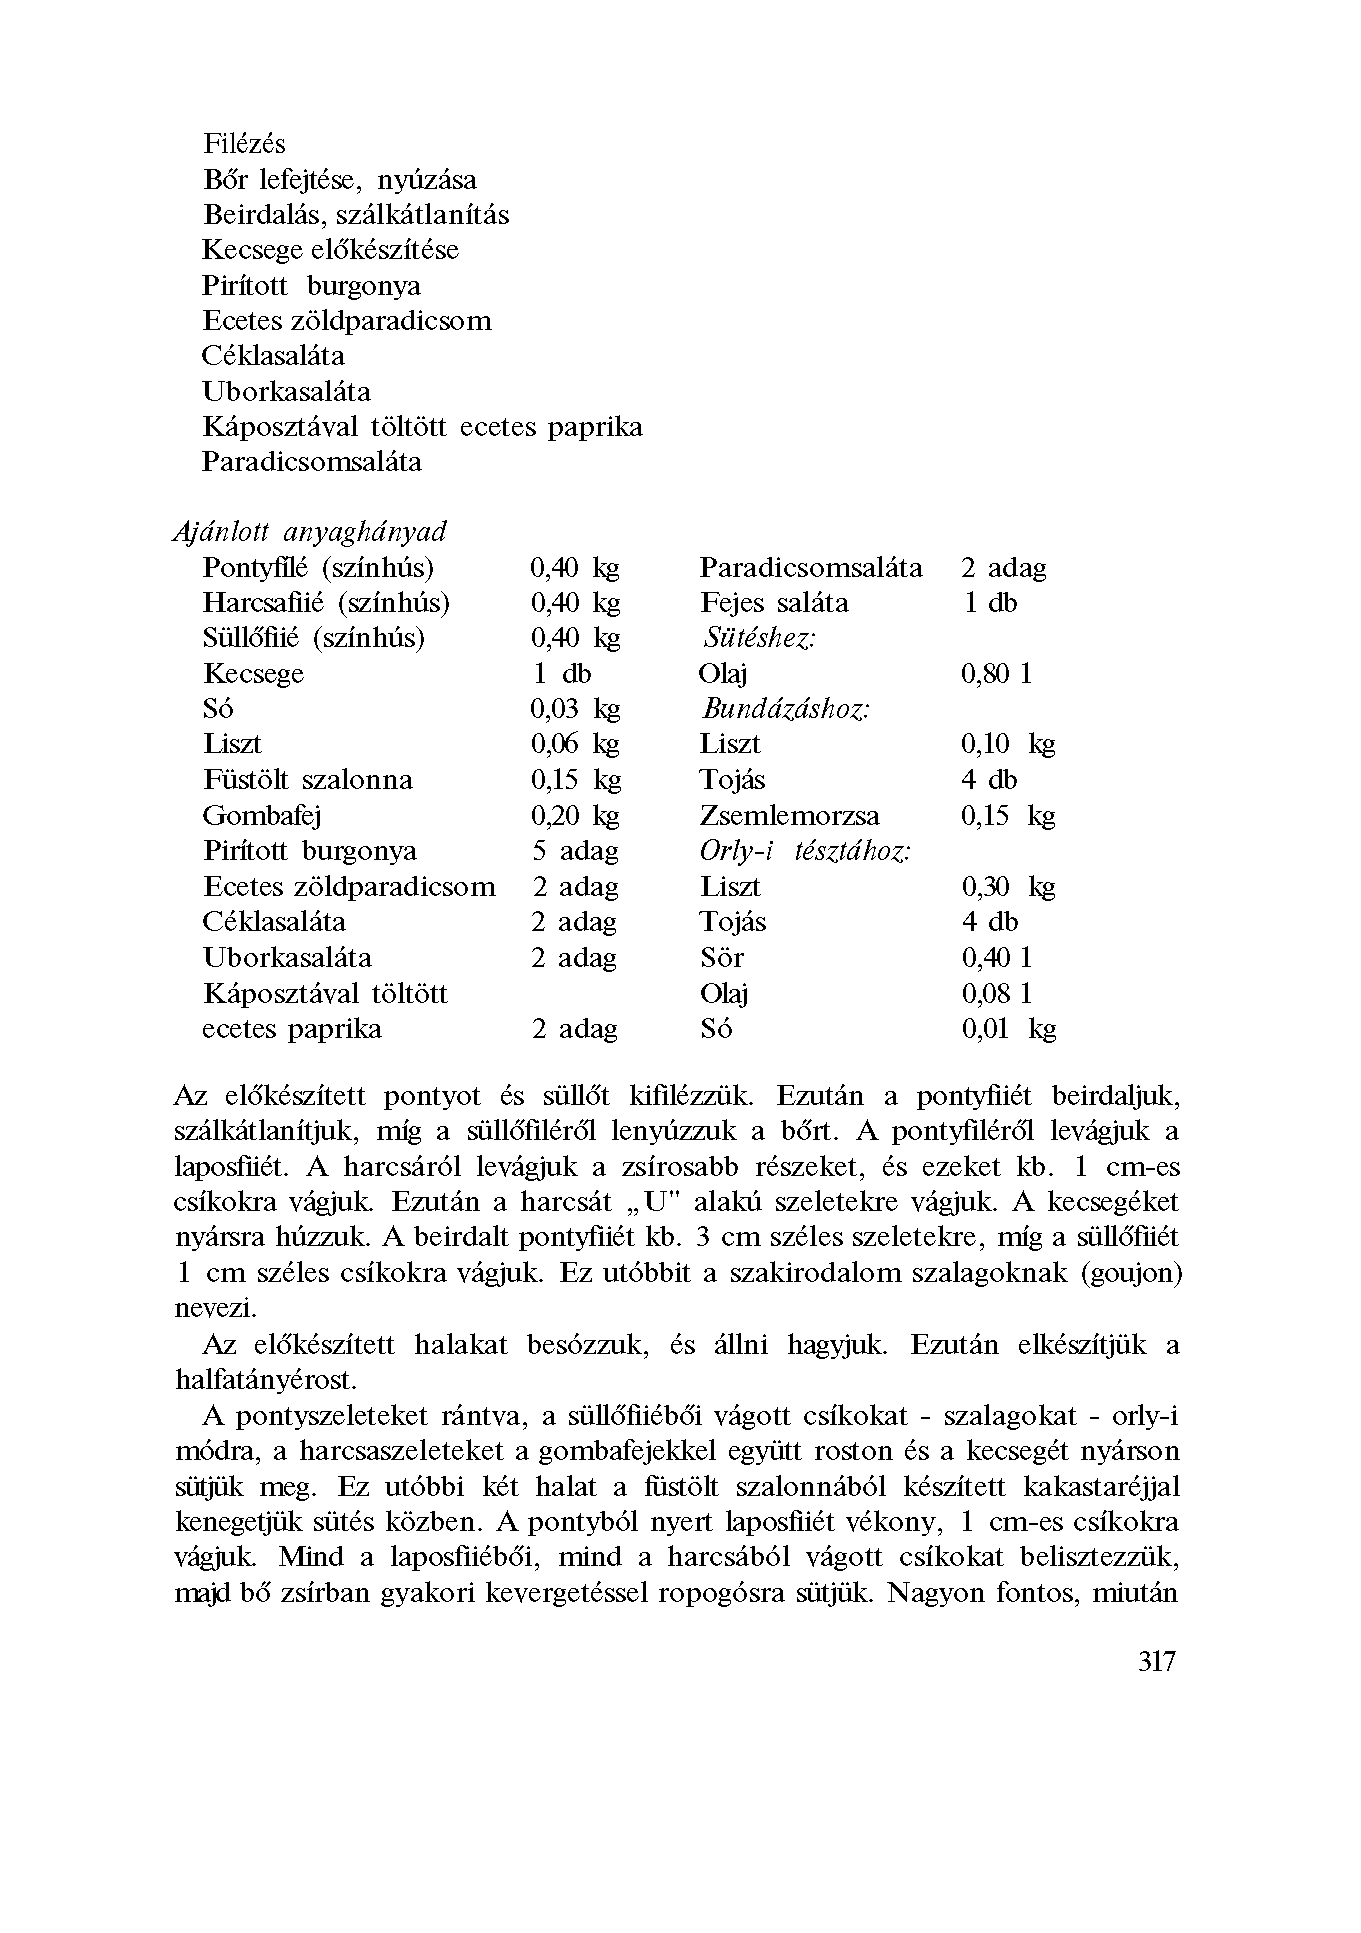 Filézés
Bőr lefejtése, nyúzása
Beirdalás, szálkátlanítás
Kecsege előkészítése
Pirított burgonya
Ecetes zöldparadicsom
Céklasaláta
Uborkasaláta
Káposztával töltött ecetes paprika
Paradicsomsaláta
Ajánlott anyaghányad
Pontyfílé (színhús) 0,40 kg Paradicsomsaláta 2 adag
Harcsafiié (színhús) 0,40 kg Fejes saláta 1 db
Süllőfiié (színhús) 0,40 kg Sütéshez:
Kecsege 1 db Olaj 0,80 l
Só 0,03 kg Bundázáshoz:
Liszt 0,06 kg Liszt 0,10 kg
Füstölt szalonna 0,15 kg Tojás 4 db
Gombafej 0,20 kg Zsemlemorzsa 0,15 kg
Pirított burgonya 5 adag Orly-i tésztához:
Ecetes zöldparadicsom 2 adag Liszt 0,30 kg
Céklasaláta 2 adag Tojás 4 db
Uborkasaláta 2 adag Sör 0,40 l
Káposztával töltött Olaj 0,08 l
ecetes paprika 2 adag Só 0,01 kg
Az előkészített pontyot és süllőt kifilézzük. Ezután a pontyfiiét beirdaljuk,
szálkátlanítjuk, míg a süllőfiléről lenyúzzuk a bőrt. A pontyfiléről levágjuk a
laposfiiét. A harcsáról levágjuk a zsírosabb részeket, és ezeket kb. 1 cm-es
csíkokra vágjuk. Ezután a harcsát „U" alakú szeletekre vágjuk. A kecsegéket
nyársra húzzuk. A beirdalt pontyfiiét kb. 3 cm széles szeletekre, míg a süllőfiiét
1 cm széles csíkokra vágjuk. Ez utóbbit a szakirodalom szalagoknak (goujon)
nevezi.
Az előkészített halakat besózzuk, és állni hagyjuk. Ezután elkészítjük a
halfatányérost.
A pontyszeleteket rántva, a süllőfiiébői vágott csíkokat - szalagokat - orly-i
módra, a harcsaszeleteket a gombafejekkel együtt roston és a kecsegét nyárson
sütjük meg. Ez utóbbi két halat a füstölt szalonnából készített kakastaréjjal
kenegetjük sütés közben. A pontyból nyert laposfiiét vékony, 1 cm-es csíkokra
vágjuk. Mind a laposfiiébői, mind a harcsából vágott csíkokat belisztezzük,
majd bő zsírban gyakori kevergetéssel ropogósra sütjük. Nagyon fontos, miután
317